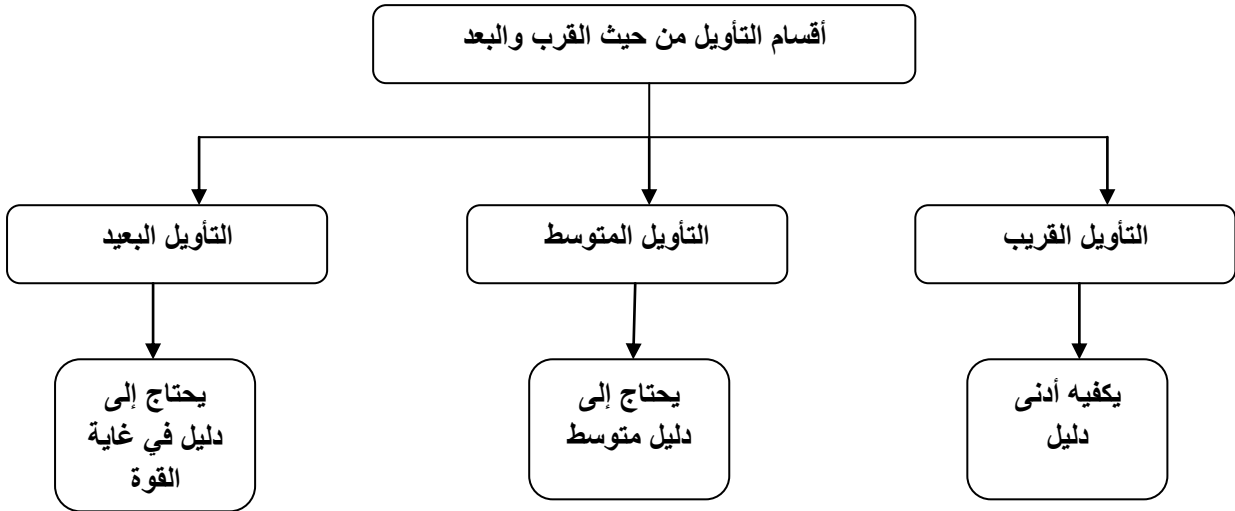 أقسام التأويل من حيث القرب والبعد
التأويل القريب
التأويل المتوسط
التأويل البعيد
يكفيه أدنى
دليل
يحتاج إلى
دليل متوسط
يحتاج إلى
دليل في غاية
القوة